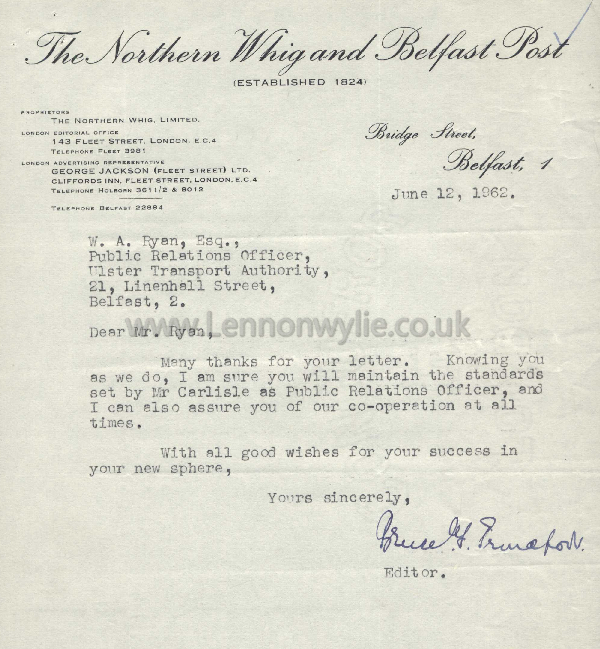 The Northern Whig and Belfast Post
(ESTABLISHED 1824)
PROPRIETORS
THE NORTHERN WHIG, LIMITED.
LONDON EDITORIAL OFFICE
143 FLEET STREET, LONDON, E.C.4
TELEPHONE FLEET 3981
LONDON ADVERTISING REPRESENTATIVE
GEORGE JACKSON (FLEET STREET) LTD.
CLIFFORDS INN, FLEET STREET, LONDON, E.C.4
TELEPHONE HOLBORN 3611/2 & 8012
TELEPHONE BELFAST 22884
Bridge Street,
Belfast, 1
June 12, 1962.
W. A. Ryan, Esq.,
Public Relations Officer,
Ulster Transport Authority,
21, Linenhall Street,
Belfast, 2.
www.Lennonwylie.co.uk
Dear Mr. Ryan,
Many thanks for your letter. Knowing you
as we do, I am sure you will maintain the standards
set by Mr Carlisle as Public Relations Officer, and
I can also assure you of our co-operation at all
times.
With all good wishes for your success in
your new sphere,
Yours sincerely,
Bruce
Editor.